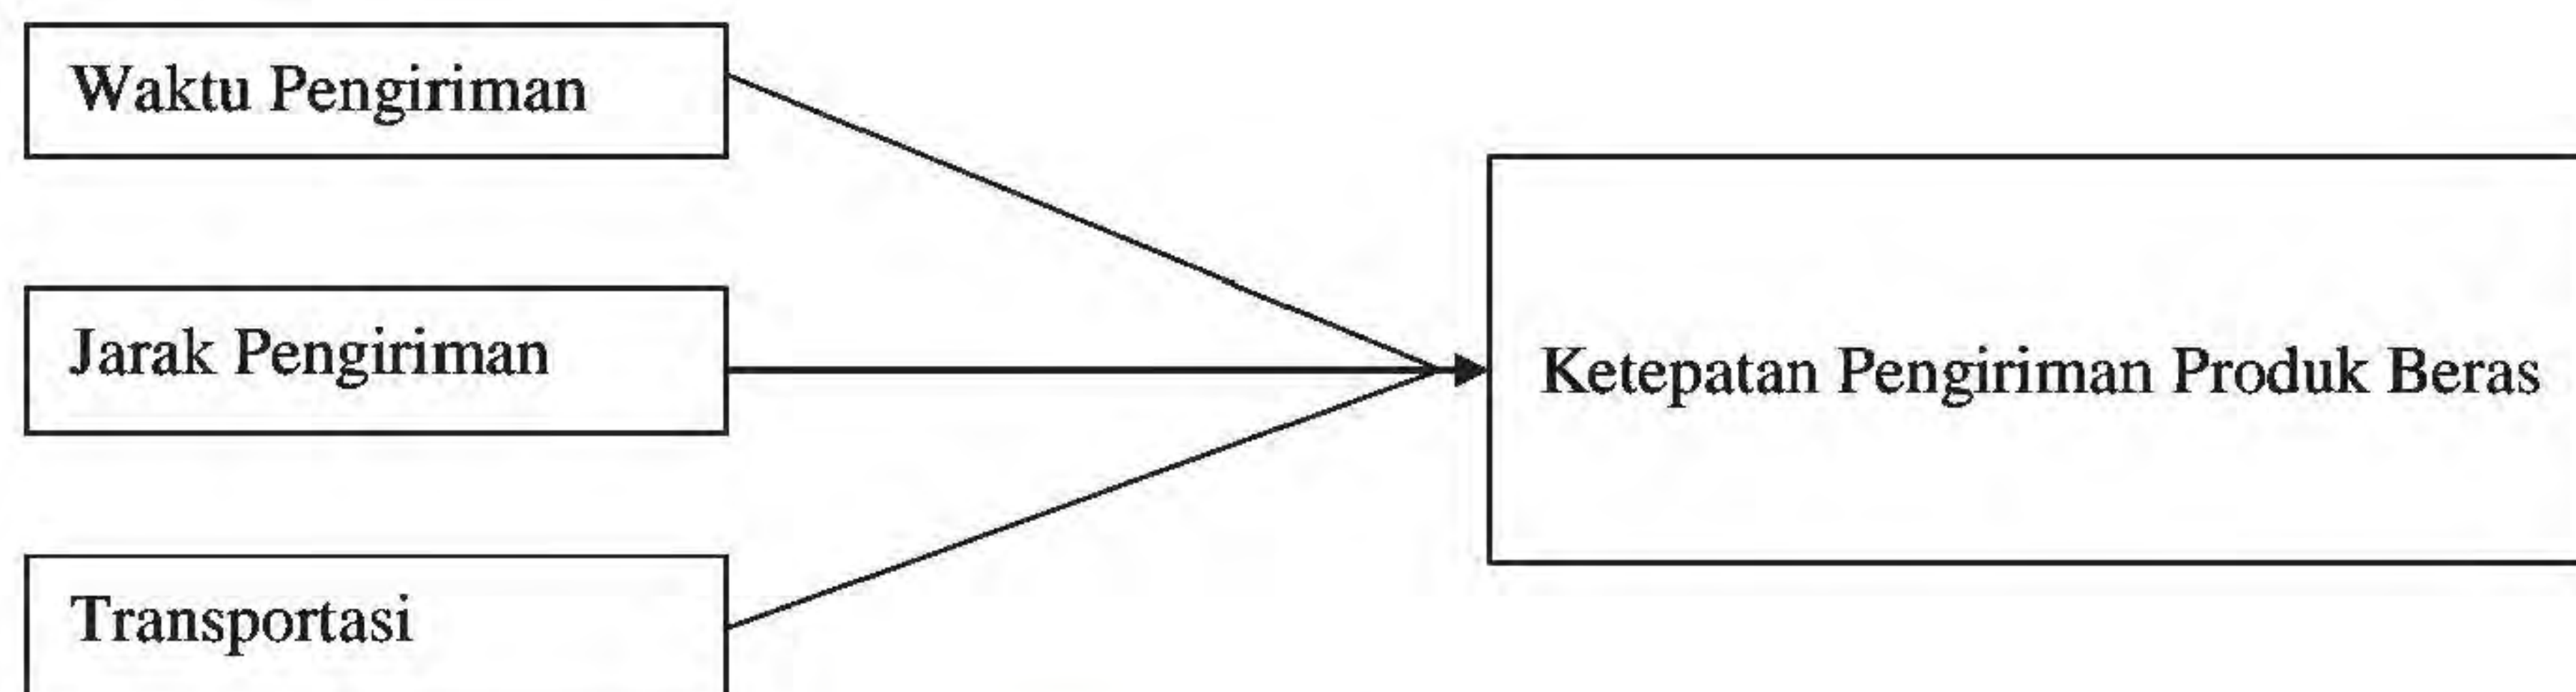 Waktu Pengiriman
Jarak Pengiriman
Ketepatan Pengiriman Produk Beras
Transportasi